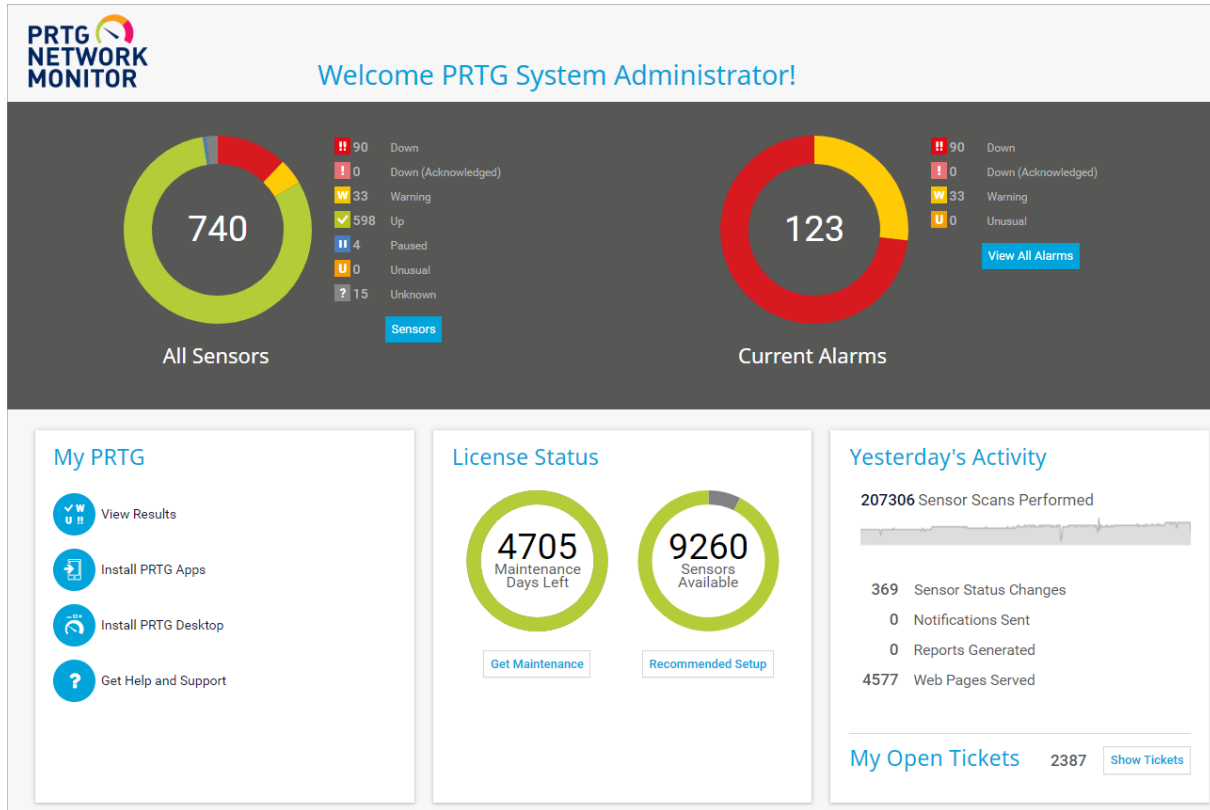 PRTG
NETWORK
MONITOR
Welcome PRTG System Administrator!
740
All Sensors
!! 90 Down
! 0 Down (Acknowledged)
W 33 Warning
598 Up
4 Paused
U 0 Unusual
? 15 Unknown
Sensors
123
Current Alarms
!! 90 Down
! 0 Down (Acknowledged)
W 33 Warning
U 0 Unusual
View All Alarms
My PRTG
W
U !!
View Results
Install PRTG Apps
Install PRTG Desktop
? Get Help and Support
License Status
4705
Maintenance
Days Left
Get Maintenance
9260
Sensors
Available
Recommended Setup
Yesterday's Activity
207306 Sensor Scans Performed
369 Sensor Status Changes
0 Notifications Sent
0 Reports Generated
4577 Web Pages Served
My Open Tickets 2387 Show Tickets